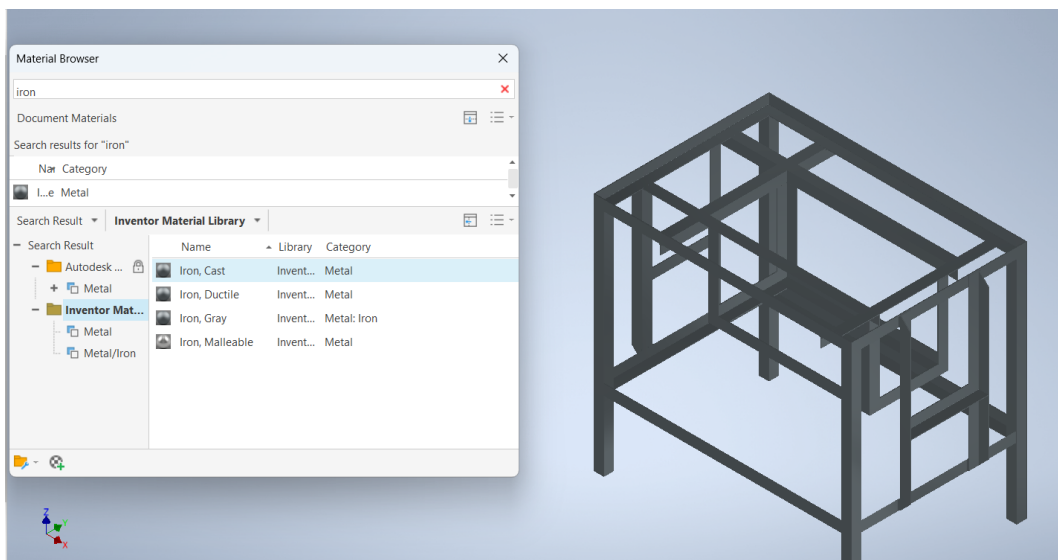 Material Browser
iron
Document Materials
Search results for "iron"
Nar Category
I...e Metal
Search Result Inventor Material Library
Search Result
Autodesk ...
Metal
Inventor Mat...
Metal
Metal/Iron
Name Library Category
Iron, Cast Invent... Metal
Iron, Ductile Invent... Metal
Iron, Gray Invent... Metal: Iron
Iron, Malleable Invent... Metal
Z
Y
X